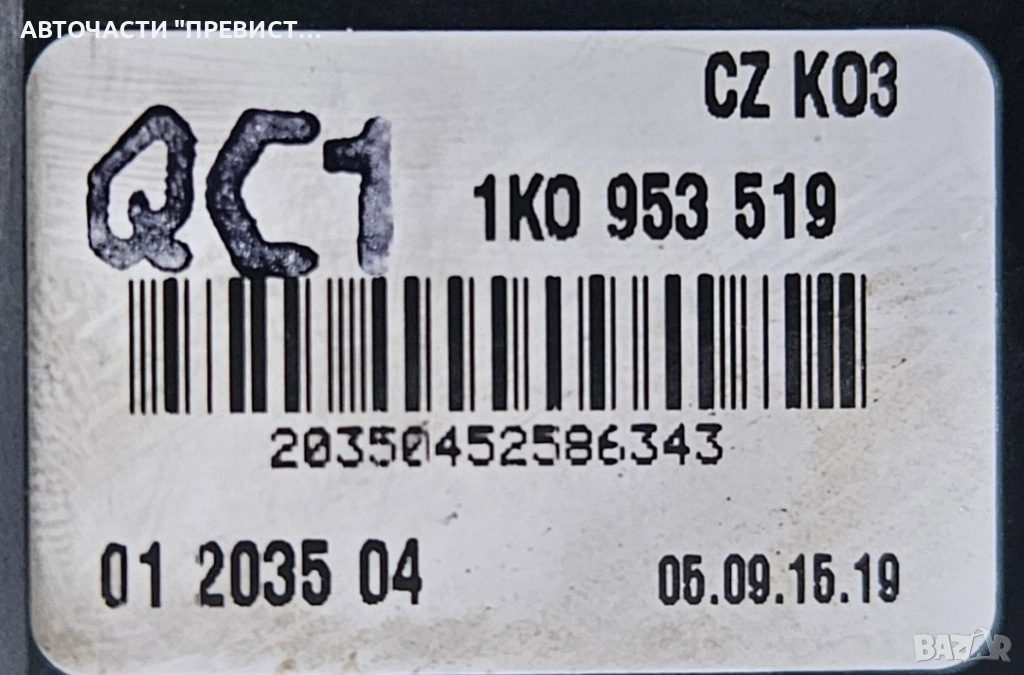 АВТОЧАСТИ "ПРЕВИСТ...
CZ K03
QC1
1K0 953 519
20350452586343
01 2035 04
05.09.15.19
BAZAR